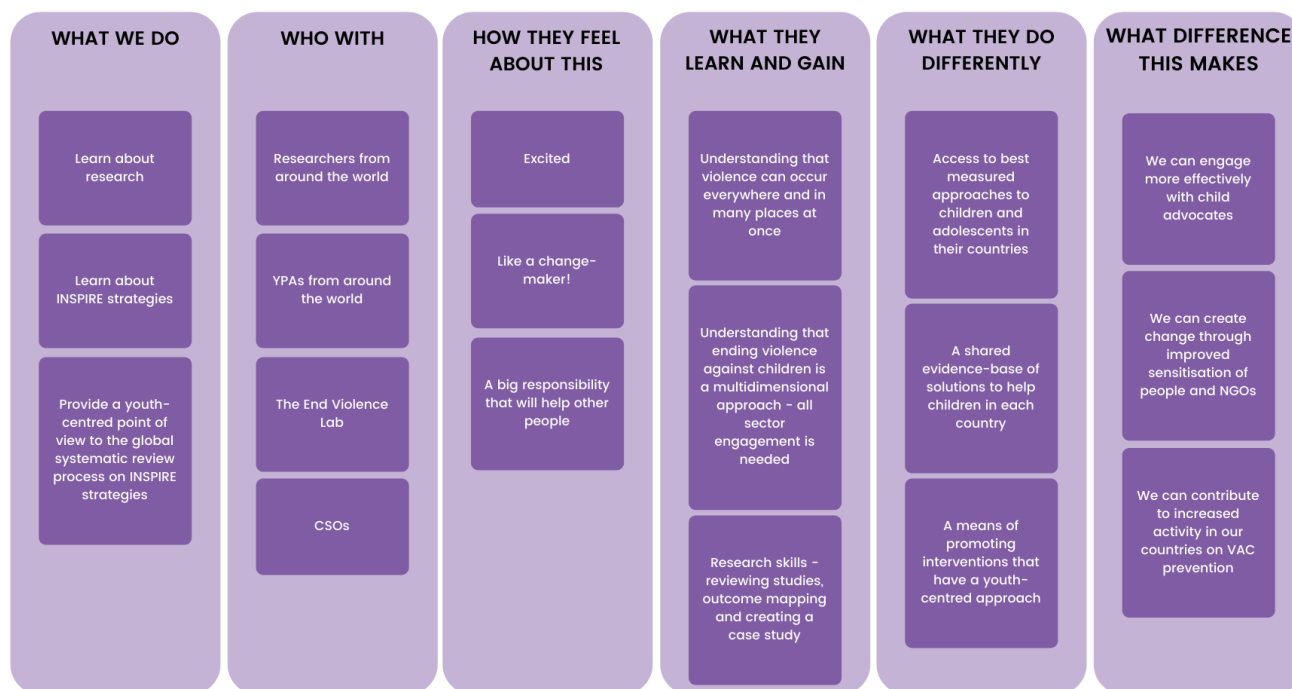 WHAT WE DO
Learn about
research
Learn about
INSPIRE strategies
Provide a youth-
centred point of
view to the global
systematic review
process on INSPIRE
strategies
WHO WITH
Researchers from
around the world
YPAs from around
the world
The End Violence
Lab
CSOs
HOW THEY FEEL
ABOUT THIS
Excited
Like a change-
maker!
A big responsibility
that will help other
people
WHAT THEY
LEARN AND GAIN
Understanding that
violence can occur
everywhere and in
many places at
once
Understanding that
ending violence
against children is
a multidimensional
approach - all
sector
engagement is
needed
Research skills -
reviewing studies,
outcome mapping
and creating a
case study
WHAT THEY DO
DIFFERENTLY
Access to best
measured
approaches to
children and
adolescents in
their countries
A shared
evidence-base of
solutions to help
children in each
country
A means of
promoting
interventions that
have a youth-
centred approach
WHAT DIFFERENCE
THIS MAKES
We can engage
more effectively
with child
advocates
We can create
change through
improved
sensitisation of
people and NGOs
We can contribute
to increased
activity in our
countries on VAC
prevention